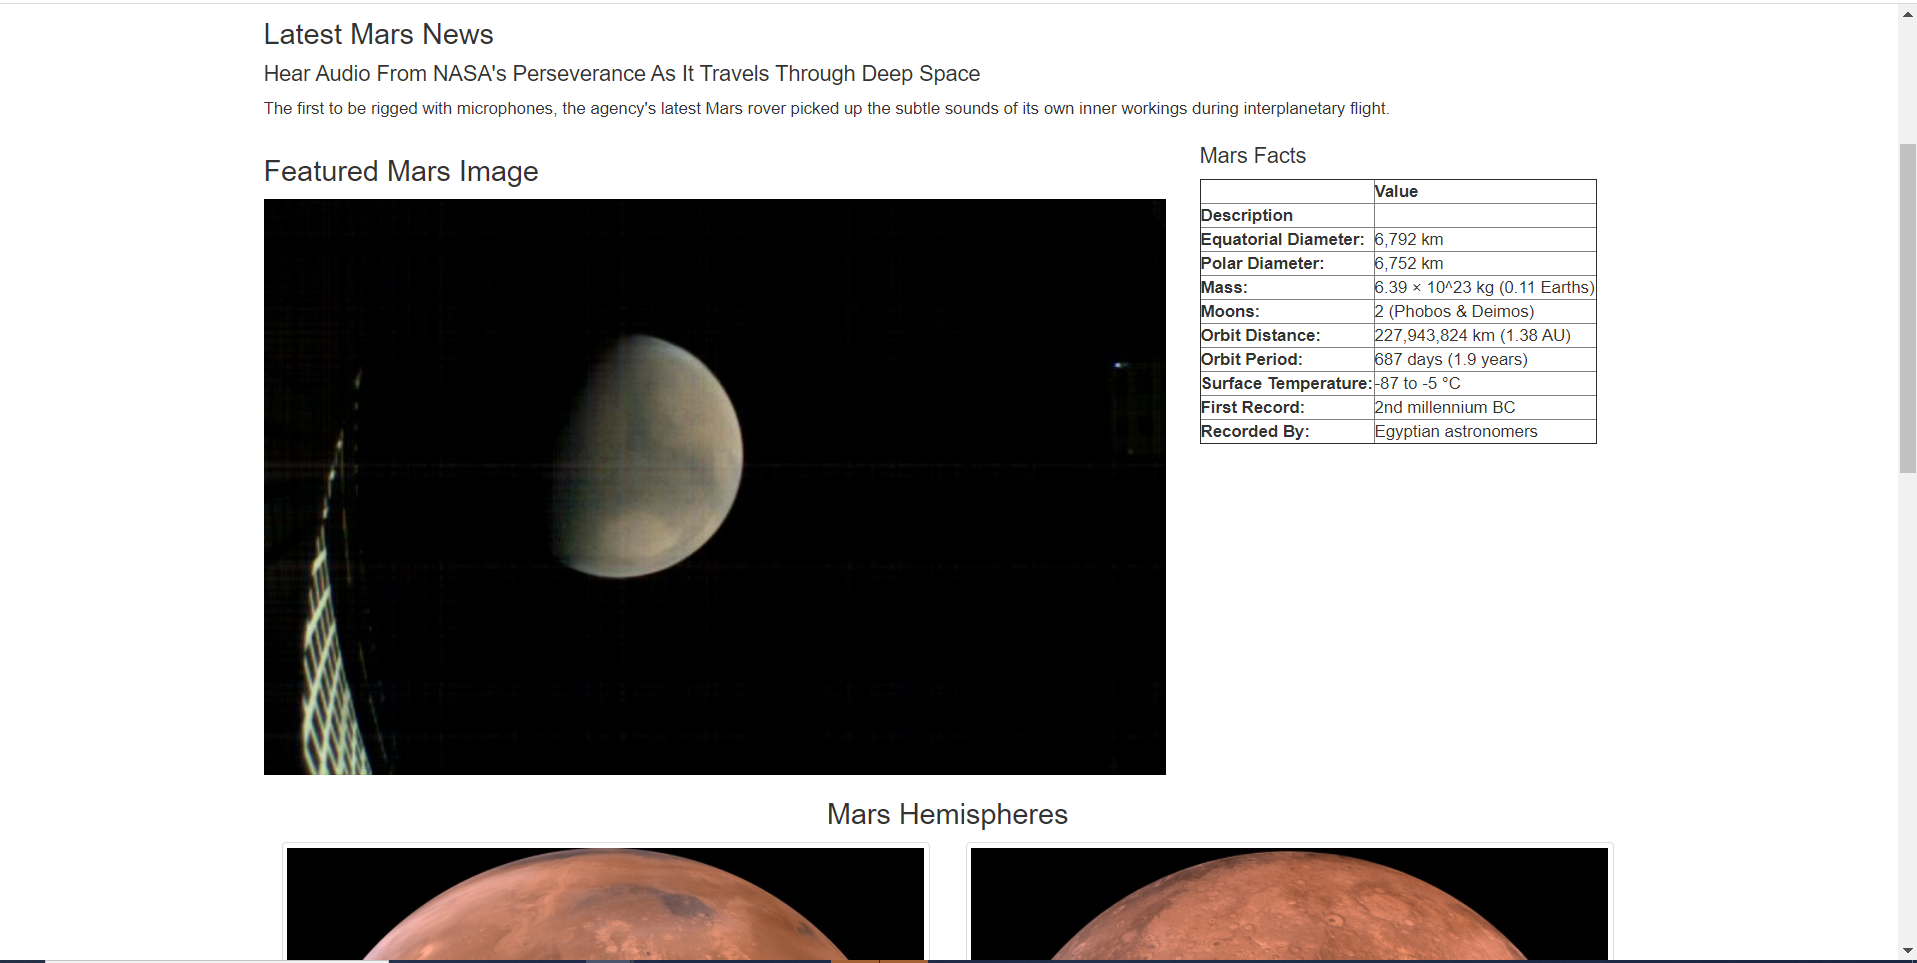 Latest Mars News
Hear Audio From NASA's Perseverance As It Travels Through Deep Space
The first to be rigged with microphones, the agency's latest Mars rover picked up the subtle sounds of its own inner workings during interplanetary flight.
Featured Mars Image
Mars Facts
Value
Description
Equatorial Diameter: 6,792 km
Polar Diameter: 6,752 km
Mass: 6.39 × 10^23 kg (0.11 Earths)
Moons: 2 (Phobos & Deimos)
Orbit Distance: 227,943,824 km (1.38 AU)
Orbit Period: 687 days (1.9 years)
Surface Temperature: -87 to -5 °C
First Record: 2nd millennium BC
Recorded By: Egyptian astronomers
Mars Hemispheres